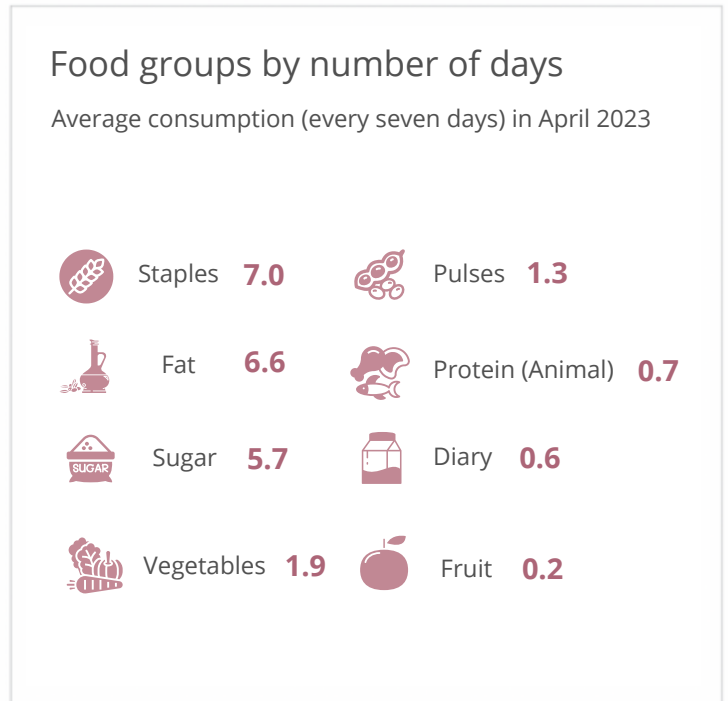 Food groups by number of days
Average consumption (every seven days) in April 2023
Staples 7.0
Pulses 1.3
Fat 6.6
Protein (Animal) 0.7
SUGAR
Sugar 5.7
Diary 0.6
Vegetables 1.9
Fruit 0.2